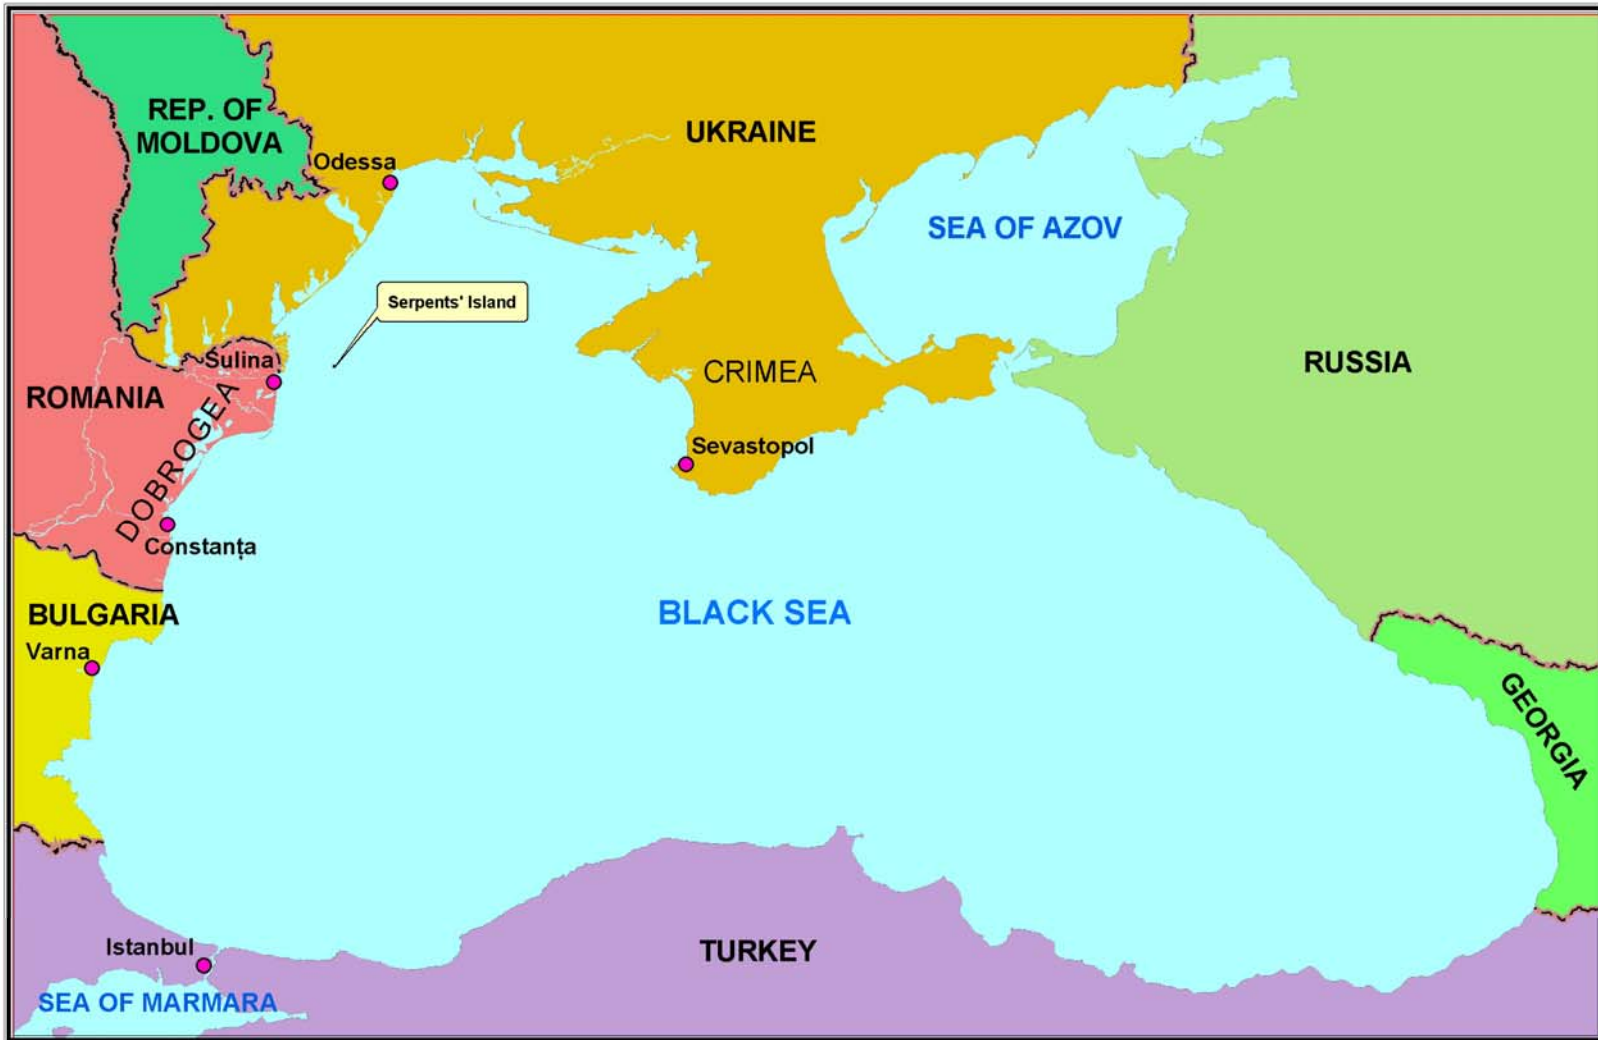 REP. OF
MOLDOVA
UKRAINE
Odessa
SEA OF AZOV
Serpents' Island
Sulina
RUSSIA
CRIMEA
ROMANIA
DOBROGEA
Sevastopol
Constanța
BULGARIA
BLACK SEA
Varna
GEORGIA
Istanbul
TURKEY
SEA OF MARMARA